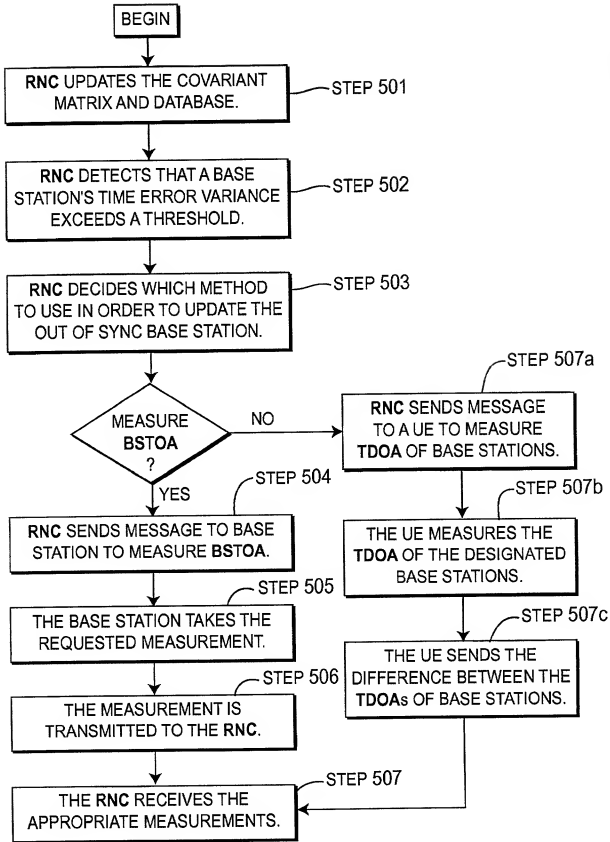 BEGIN
RNC UPDATES THE COVARIANT
MATRIX AND DATABASE.
STEP 501
RNC DETECTS THAT A BASE
STATION'S TIME ERROR VARIANCE
EXCEEDS A THRESHOLD.
STEP 502
RNC DECIDES WHICH METHOD
TO USE IN ORDER TO UPDATE THE
OUT OF SYNC BASE STATION.
STEP 503
MEASURE
BSTOA
?
NO
YES
STEP 504
RNC SENDS MESSAGE TO BASE
STATION TO MEASURE BSTOA.
STEP 505
THE BASE STATION TAKES THE
REQUESTED MEASUREMENT.
STEP 506
THE MEASUREMENT IS
TRANSMITTED TO THE RNC.
STEP 507a
RNC SENDS MESSAGE
TO A UE TO MEASURE
TDOA OF BASE STATIONS.
STEP 507b
THE UE MEASURES THE
TDOA OF THE DESIGNATED
BASE STATIONS.
STEP 507c
THE UE SENDS THE
DIFFERENCE BETWEEN THE
TDOAs OF BASE STATIONS.
STEP 507
THE RNC RECEIVES THE
APPROPRIATE MEASUREMENTS.